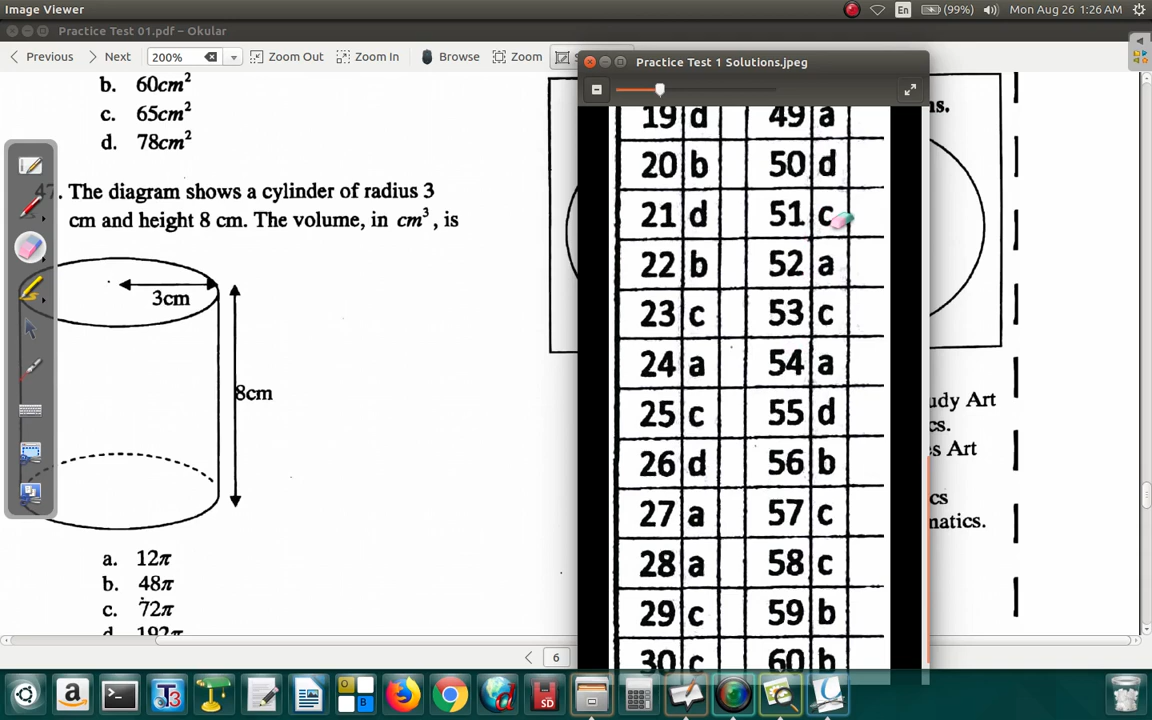 Image Viewer
En (99%) Mon Aug 26 1:26 AM
Practice Test 01.pdf – Okular
Previous Next 200% Zoom Out Zoom In Browse Zoom
b. 60cm²
c. 65cm²
d. 78cm²
47. The diagram shows a cylinder of radius 3
cm and height 8 cm. The volume, in cm³, is
3cm
8cm
a. 12π
b. 48π
c. 72π
d. 192π
Practice Test 1 Solutions.jpeg
19 d 49 a
20 b 50 d
21 d 51 c
22 b 52 a
23 c 53 c
24 a 54 a
25 c 55 d
26 d 56 b
27 a 57 c
28 a 58 c
29 c 59 b
30 c 60 b
ns.
udy Art
cs.
s Art
cs
matics.
6
SD